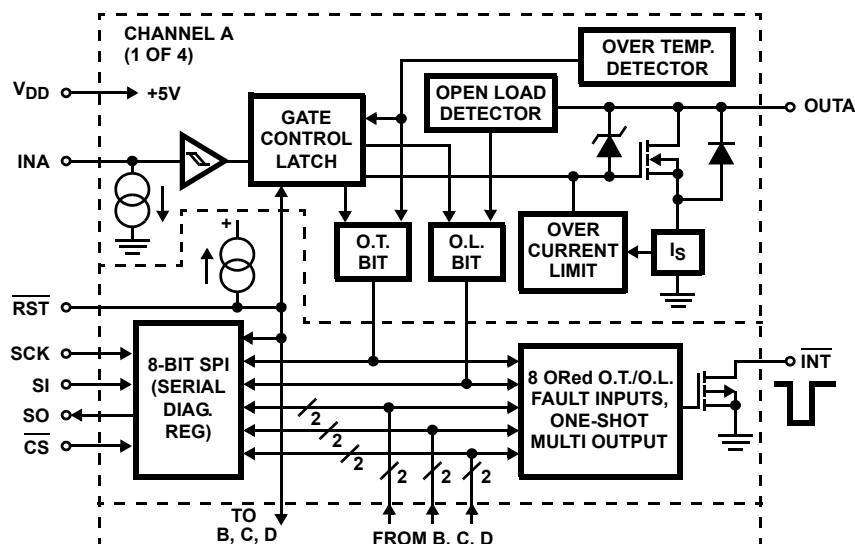 CHANNEL A
(1 OF 4)
OVER TEMP.
DETECTOR
VDD
+5V
OPEN LOAD
DETECTOR
OUTA
GATE
CONTROL
LATCH
INA
O.T.
BIT
O.L.
BIT
OVER
CURRENT
LIMIT
IS
+
RST
SCK
SI
SO
CS
8-BIT SPI
(SERIAL
DIAG.
REG)
8 ORed O.T./O.L.
FAULT INPUTS,
ONE-SHOT
MULTI OUTPUT
INT
2
2
2
2
2
2
TO
B, C, D
FROM B, C, D